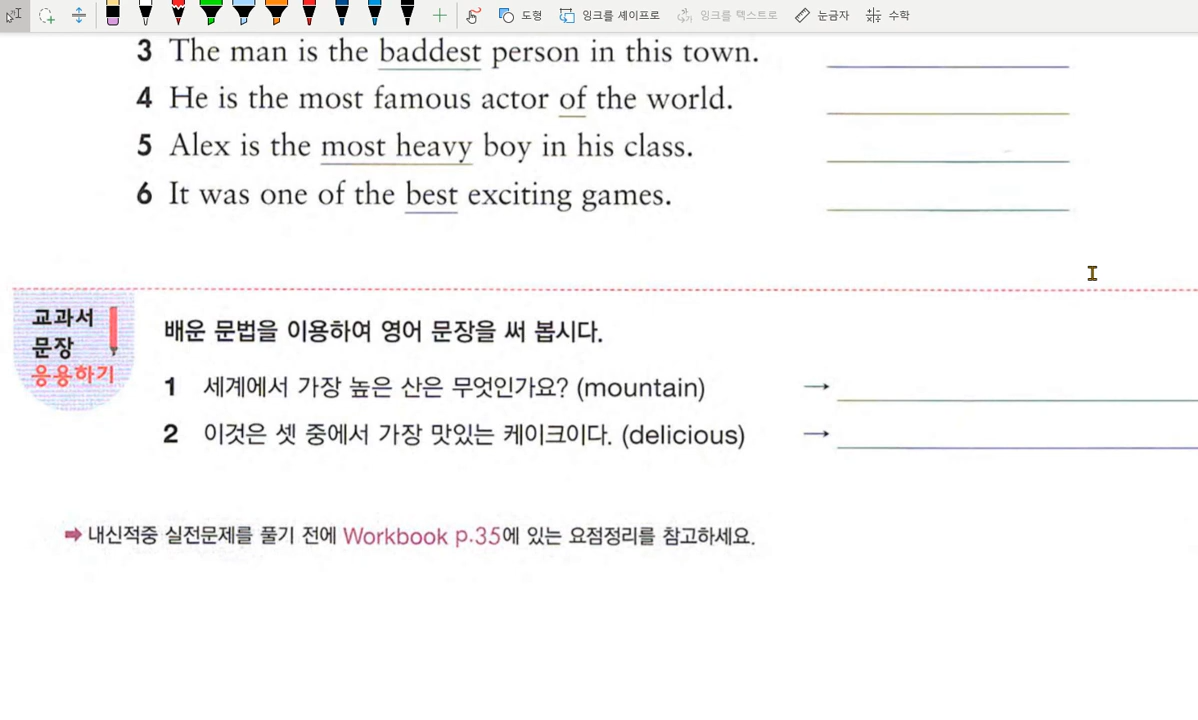 도형 잉크를 셰이프로 잉크를 텍스트로 눈금자 수학
3 The man is the baddest person in this town.
4 He is the most famous actor of the world.
5 Alex is the most heavy boy in his class.
6 It was one of the best exciting games.
교과서
문장
응용하기
배운 문법을 이용하여 영어 문장을 써 봅시다.
1 세계에서 가장 높은 산은 무엇인가요? (mountain) →
2 이것은 셋 중에서 가장 맛있는 케이크이다. (delicious) →
➡ 내신적중 실전문제를 풀기 전에 Workbook p.35에 있는 요점정리를 참고하세요.